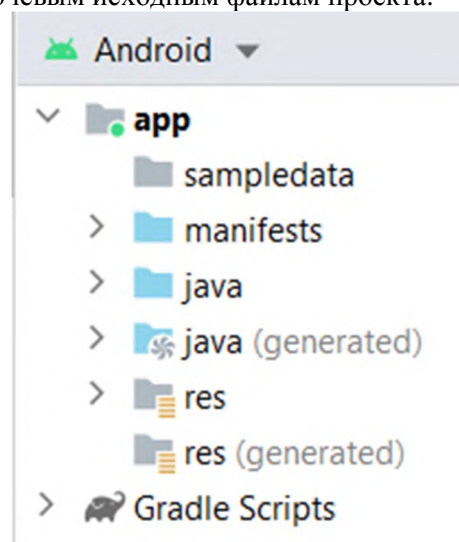 исходным файлам проекта.
Android
app
sampledata
manifests
java
java (generated)
res
res (generated)
Gradle Scripts